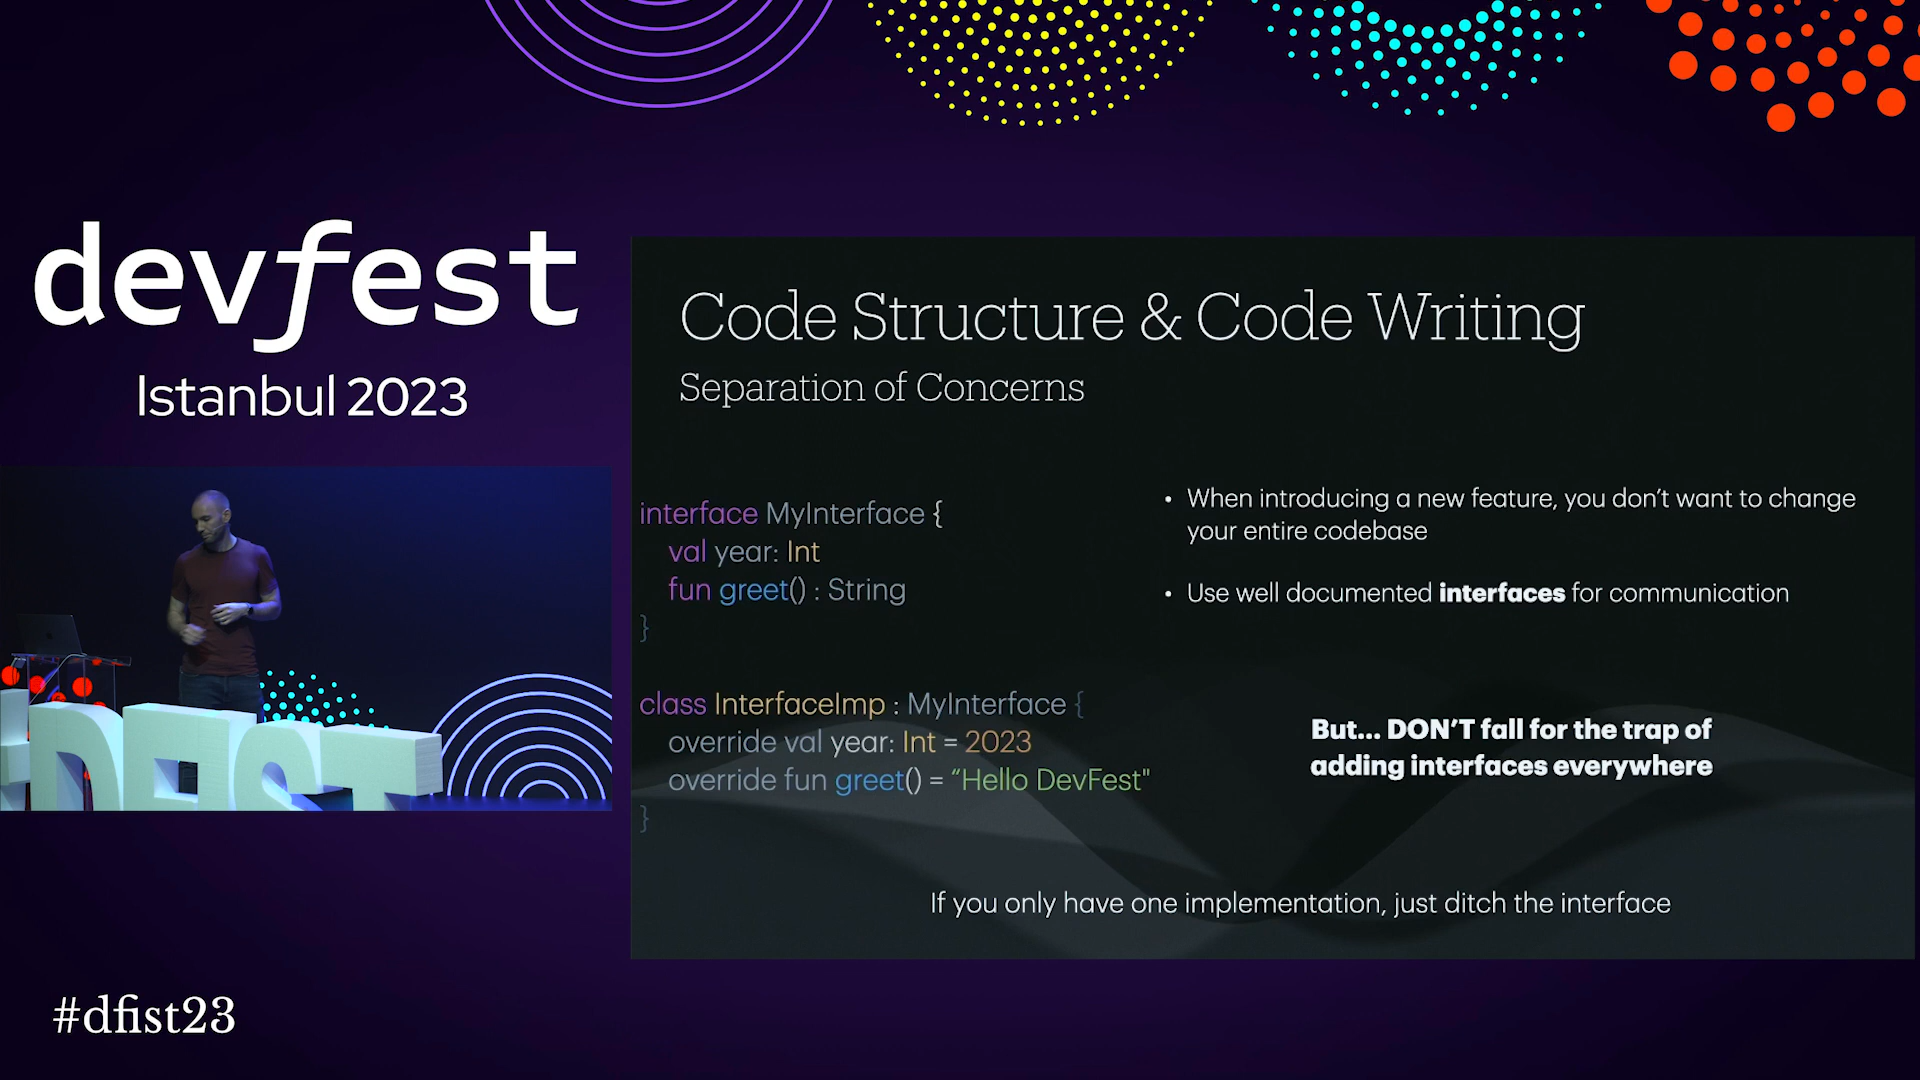 devfest
Istanbul 2023
Code Structure & Code Writing
Separation of Concerns
interface MyInterface {
val year: Int
fun greet() : String
}
class InterfaceImp : MyInterface {
override val year: Int = 2023
override fun greet() = “Hello DevFest"
}
• When introducing a new feature, you don’t want to change
your entire codebase
• Use well documented interfaces for communication
But... DON’T fall for the trap of
adding interfaces everywhere
If you only have one implementation, just ditch the interface
#DFIST
#dfist23